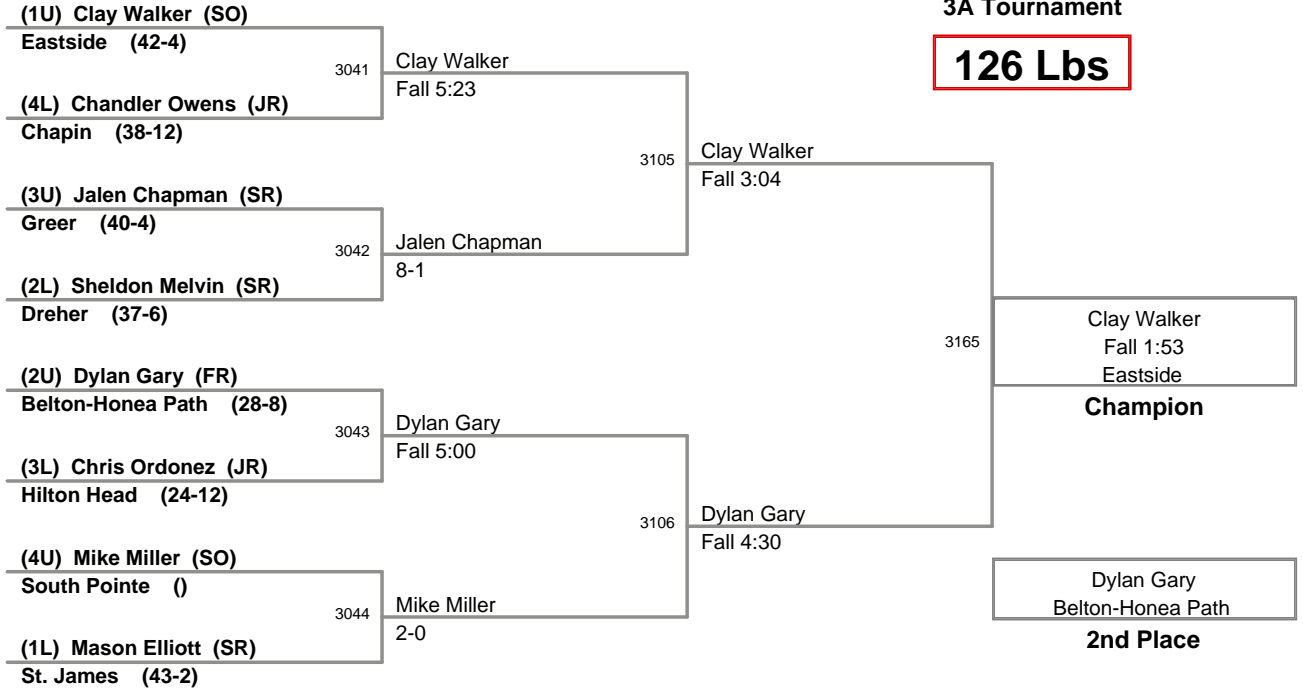 3A Tournament
126 Lbs
(1U) Clay Walker (SO)
Eastside (42-4)
3041
Clay Walker
Fall 5:23
(4L) Chandler Owens (JR)
Chapin (38-12)
3105
Clay Walker
Fall 3:04
(3U) Jalen Chapman (SR)
Greer (40-4)
3042
Jalen Chapman
8-1
(2L) Sheldon Melvin (SR)
Dreher (37-6)
3165
Clay Walker
Fall 1:53
Eastside
Champion
(2U) Dylan Gary (FR)
Belton-Honea Path (28-8)
3043
Dylan Gary
Fall 5:00
(3L) Chris Ordonez (JR)
Hilton Head (24-12)
3106
Dylan Gary
Fall 4:30
(4U) Mike Miller (SO)
South Pointe ()
3044
Mike Miller
2-0
(1L) Mason Elliott (SR)
St. James (43-2)
Dylan Gary
Belton-Honea Path
2nd Place